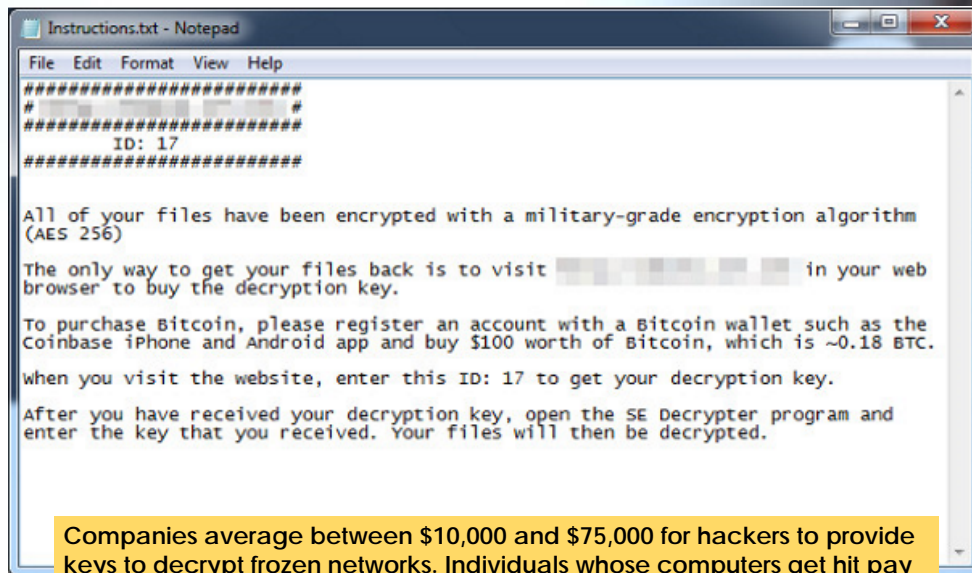 Instructions.txt - Notepad
File Edit Format View Help
#########################
# #
#########################
ID: 17
#########################
All of your files have been encrypted with a military-grade encryption algorithm
(AES 256)
The only way to get your files back is to visit in your web
browser to buy the decryption key.
To purchase Bitcoin, please register an account with a Bitcoin wallet such as the
Coinbase iPhone and Android app and buy $100 worth of Bitcoin, which is ~0.18 BTC.
When you visit the website, enter this ID: 17 to get your decryption key.
After you have received your decryption key, open the SE Decrypter program and
enter the key that you received. Your files will then be decrypted.
Companies average between $10,000 and $75,000 for hackers to provide
keys to decrypt frozen networks. Individuals whose computers get hit pay